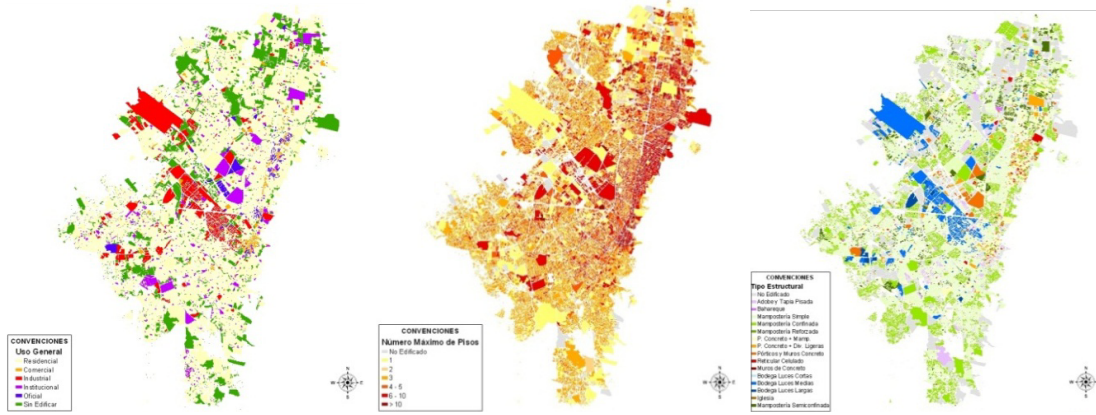 CONVENCIONES
Uso General
Residencial
Comercial
Industrial
Institucional
Oficial
Sin Edificar
N
W
E
S
CONVENCIONES
Número Máximo de Pisos
No Edificado
1
2
3
4 - 5
6 - 10
> 10
N
W
E
S
CONVENCIONES
Tipo Estructural
No Edificado
Adobe y Tapia Pisada
Bahareque
Mampostería Simple
Mampostería Confinada
Mampostería Reforzada
P. Concreto + Mamp.
P. Concreto + Div. Ligeras
Pórticos y Muros Concreto
Reticular Celulado
Muros de Concreto
Bodega Luces Cortas
Bodega Luces Medias
Bodega Luces Largas
Iglesia
Mampostería Semiconfinada
N
W
E
S